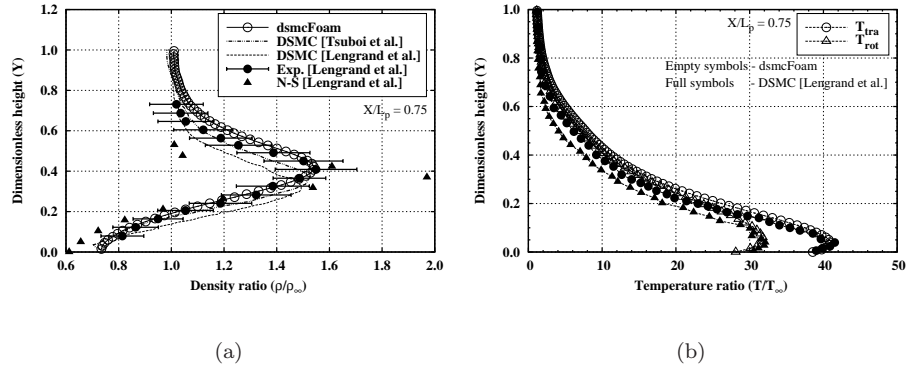 dsmcFoam
DSMC [Tsuboi et al.]
DSMC [Lengrand et al.]
Exp. [Lengrand et al.]
N-S [Lengrand et al.]
X/Lp = 0.75
Dimensionless height (Y)
1.2
1.0
0.8
0.6
0.4
0.2
0.0
0.6 0.8 1.0 1.2 1.4 1.6 1.8 2.0
Density ratio (ρ/ρ∞)
(a)
X/Lp = 0.75
Ttra
Trot
Empty symbols - dsmcFoam
Full symbols - DSMC [Lengrand et al.]
Dimensionless height (Y)
1.0
0.8
0.6
0.4
0.2
0.0
0 10 20 30 40 50
Temperature ratio (T/T∞)
(b)